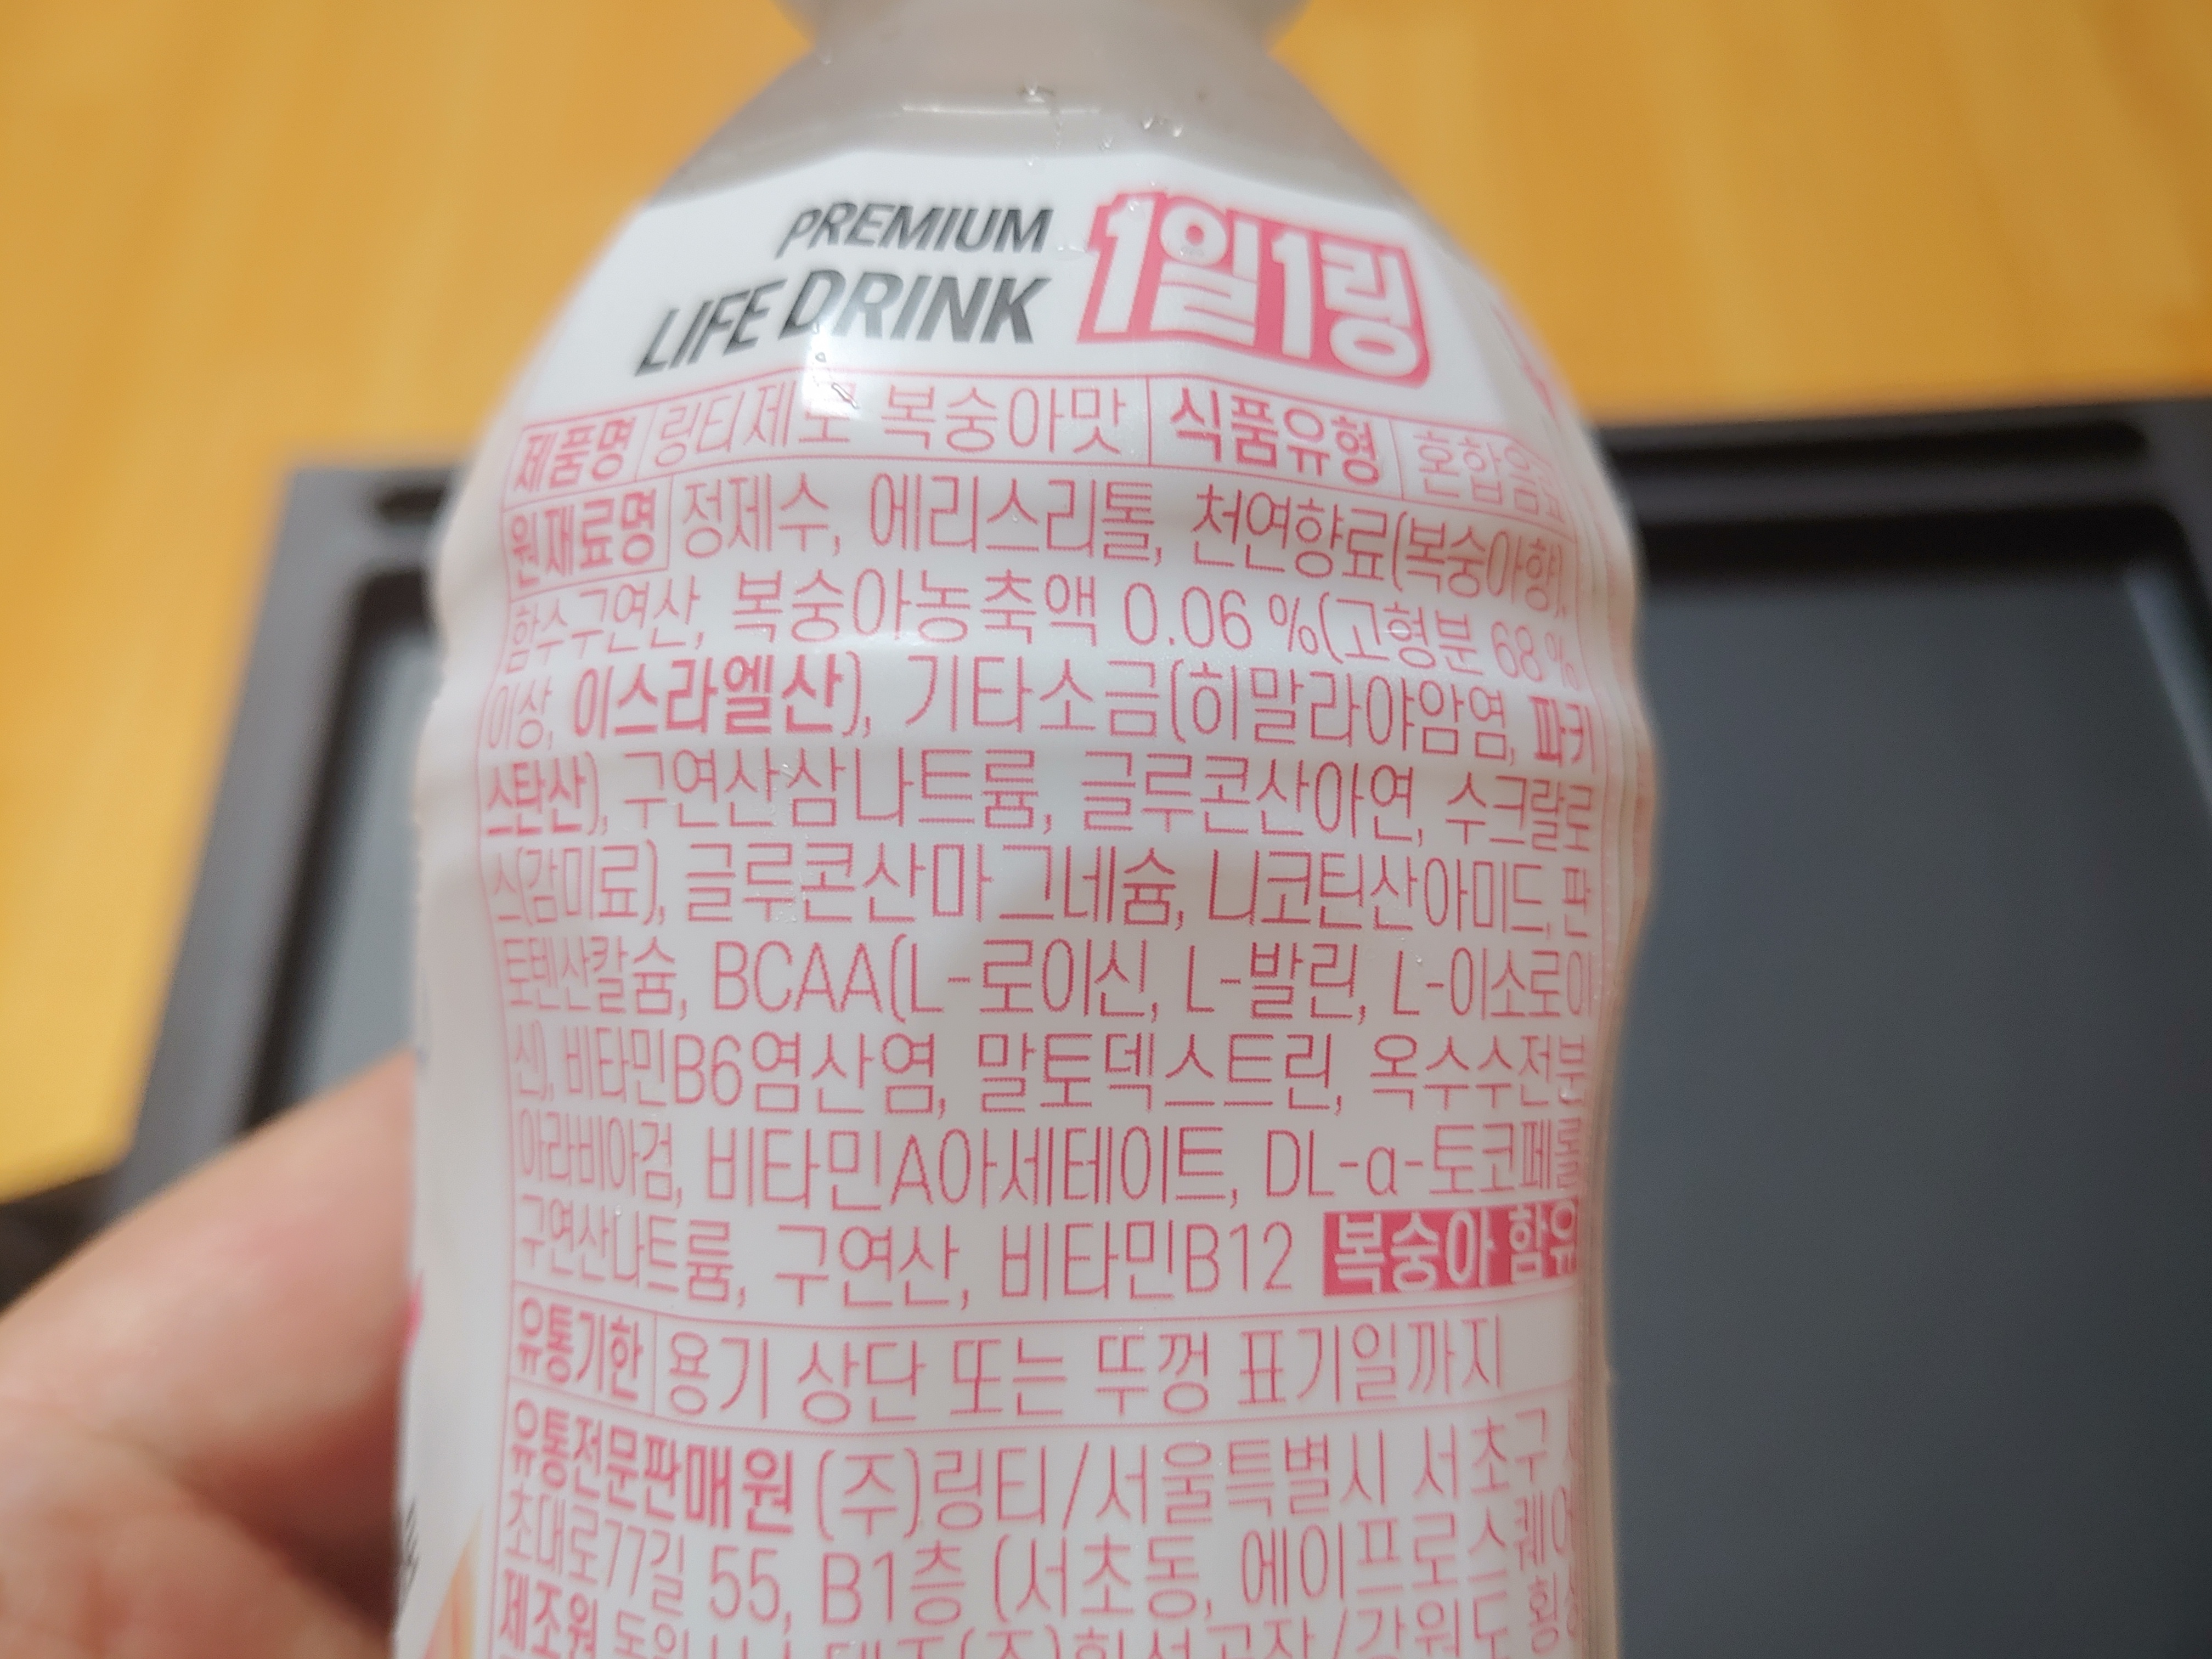 PREMIUM
LIFE DRINK 1일1링
제품명 링티제로 복숭아맛 식품유형 혼합음료
원재료명 정제수, 에리스리톨, 천연향료(복숭아향),
함수구연산, 복숭아농축액 0.06 %(고형분 68 %
이상, 이스라엘산), 기타소금(히말라야암염, 파키
스탄산), 구연산삼나트륨, 글루콘산아연, 수크랄로
스(감미료), 글루콘산마그네슘, 니코틴산아미드, 판
토텐산칼슘, BCAA(L-로이신, L-발린, L-이소로이
신), 비타민B6염산염, 말토덱스트린, 옥수수전분
아라비아검, 비타민A아세테이트, DL-α-토코페롤
구연산나트륨, 구연산, 비타민B12 복숭아 함유
유통기한 용기 상단 또는 뚜껑 표기일까지
유통전문판매원 (주)링티/서울특별시 서초구
초대로77길 55, B1층 (서초동, 에이프로스퀘어
제조원